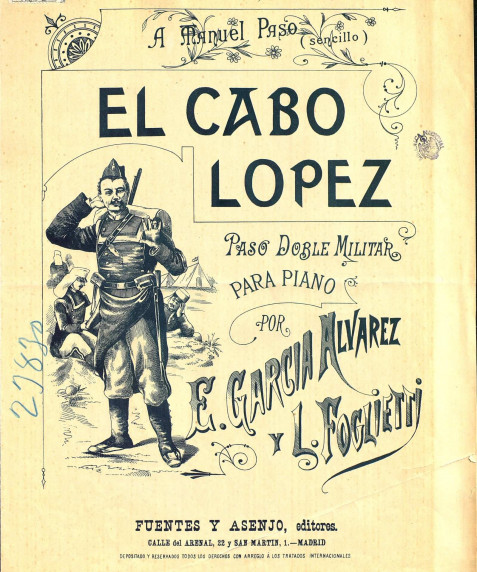 A Manuel Paso (sencillo)
EL CABO
LOPEZ
PASO DOBLE MILITAR
PARA PIANO
POR
E. GARCIA ALVAREZ
Y L. FOGLIETTI
27830
FUENTES Y ASENJO, editores.
CALLE del ARENAL, 22 y SAN MARTIN, 1.—MADRID
DEPOSITADO Y RESERVADOS TODOS LOS DERECHOS CON ARREGLO Á LOS TRATADOS INTERNACIONALES